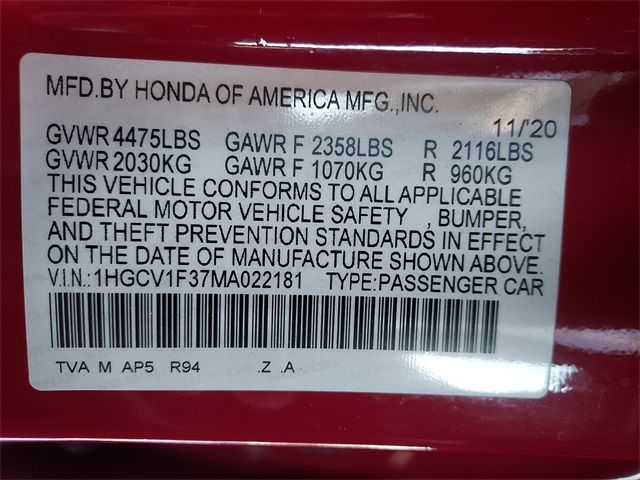 MFD.BY HONDA OF AMERICA MFG.,INC.
11/'20
GVWR 4475LBS GAWR F 2358LBS R 2116LBS
GVWR 2030KG GAWR F 1070KG R 960KG
THIS VEHICLE CONFORMS TO ALL APPLICABLE
FEDERAL MOTOR VEHICLE SAFETY , BUMPER,
AND THEFT PREVENTION STANDARDS IN EFFECT
ON THE DATE OF MANUFACTURE SHOWN ABOVE.
V.I.N.:1HGCV1F37MA022181 TYPE:PASSENGER CAR
TVA M AP5 R94 .Z .A